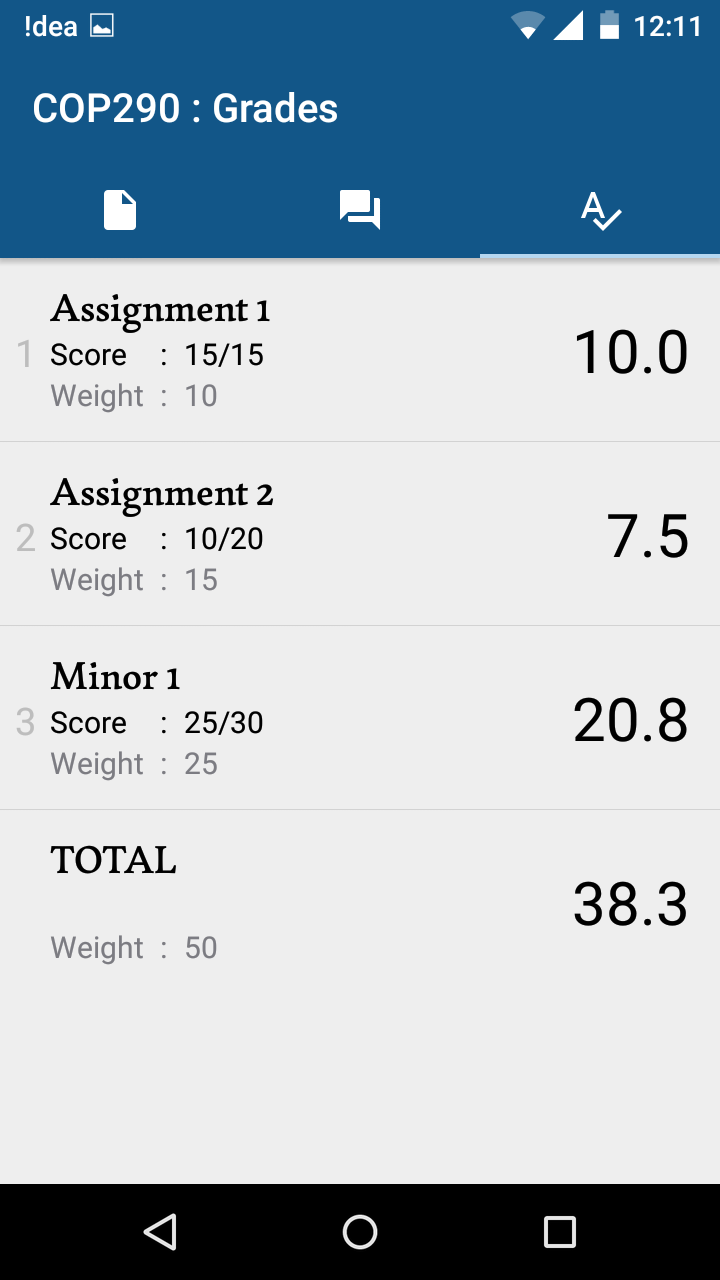 !dea 12:11
COP290 : Grades
Assignment 1
1 Score : 15/15 10.0
Weight : 10
Assignment 2
2 Score : 10/20 7.5
Weight : 15
Minor 1
3 Score : 25/30 20.8
Weight : 25
TOTAL
38.3
Weight : 50